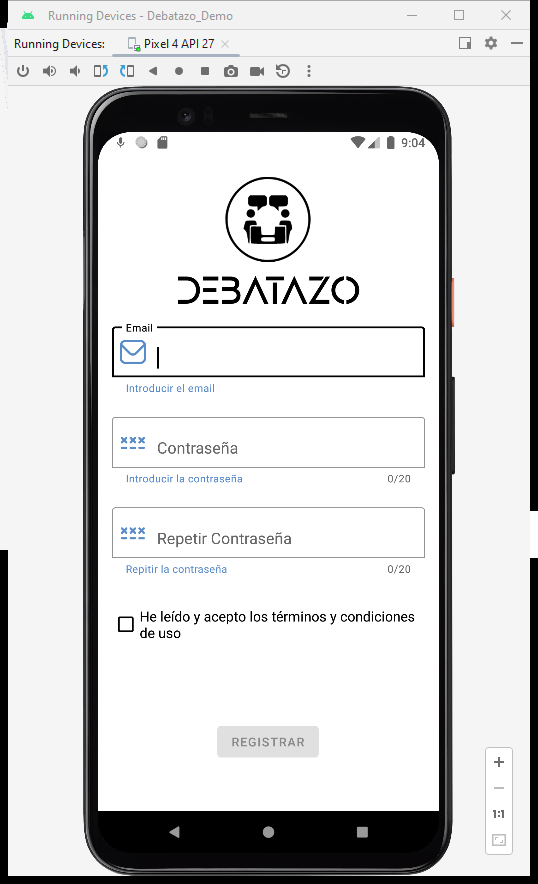 Running Devices - Debatazo_Demo
Running Devices:
Pixel 4 API 27
9:04
DEBATAZO
Email
Introducir el email
Contraseña
Introducir la contraseña
0/20
Repetir Contraseña
Repitir la contraseña
0/20
He leído y acepto los términos y condiciones
de uso
REGISTRAR
1:1